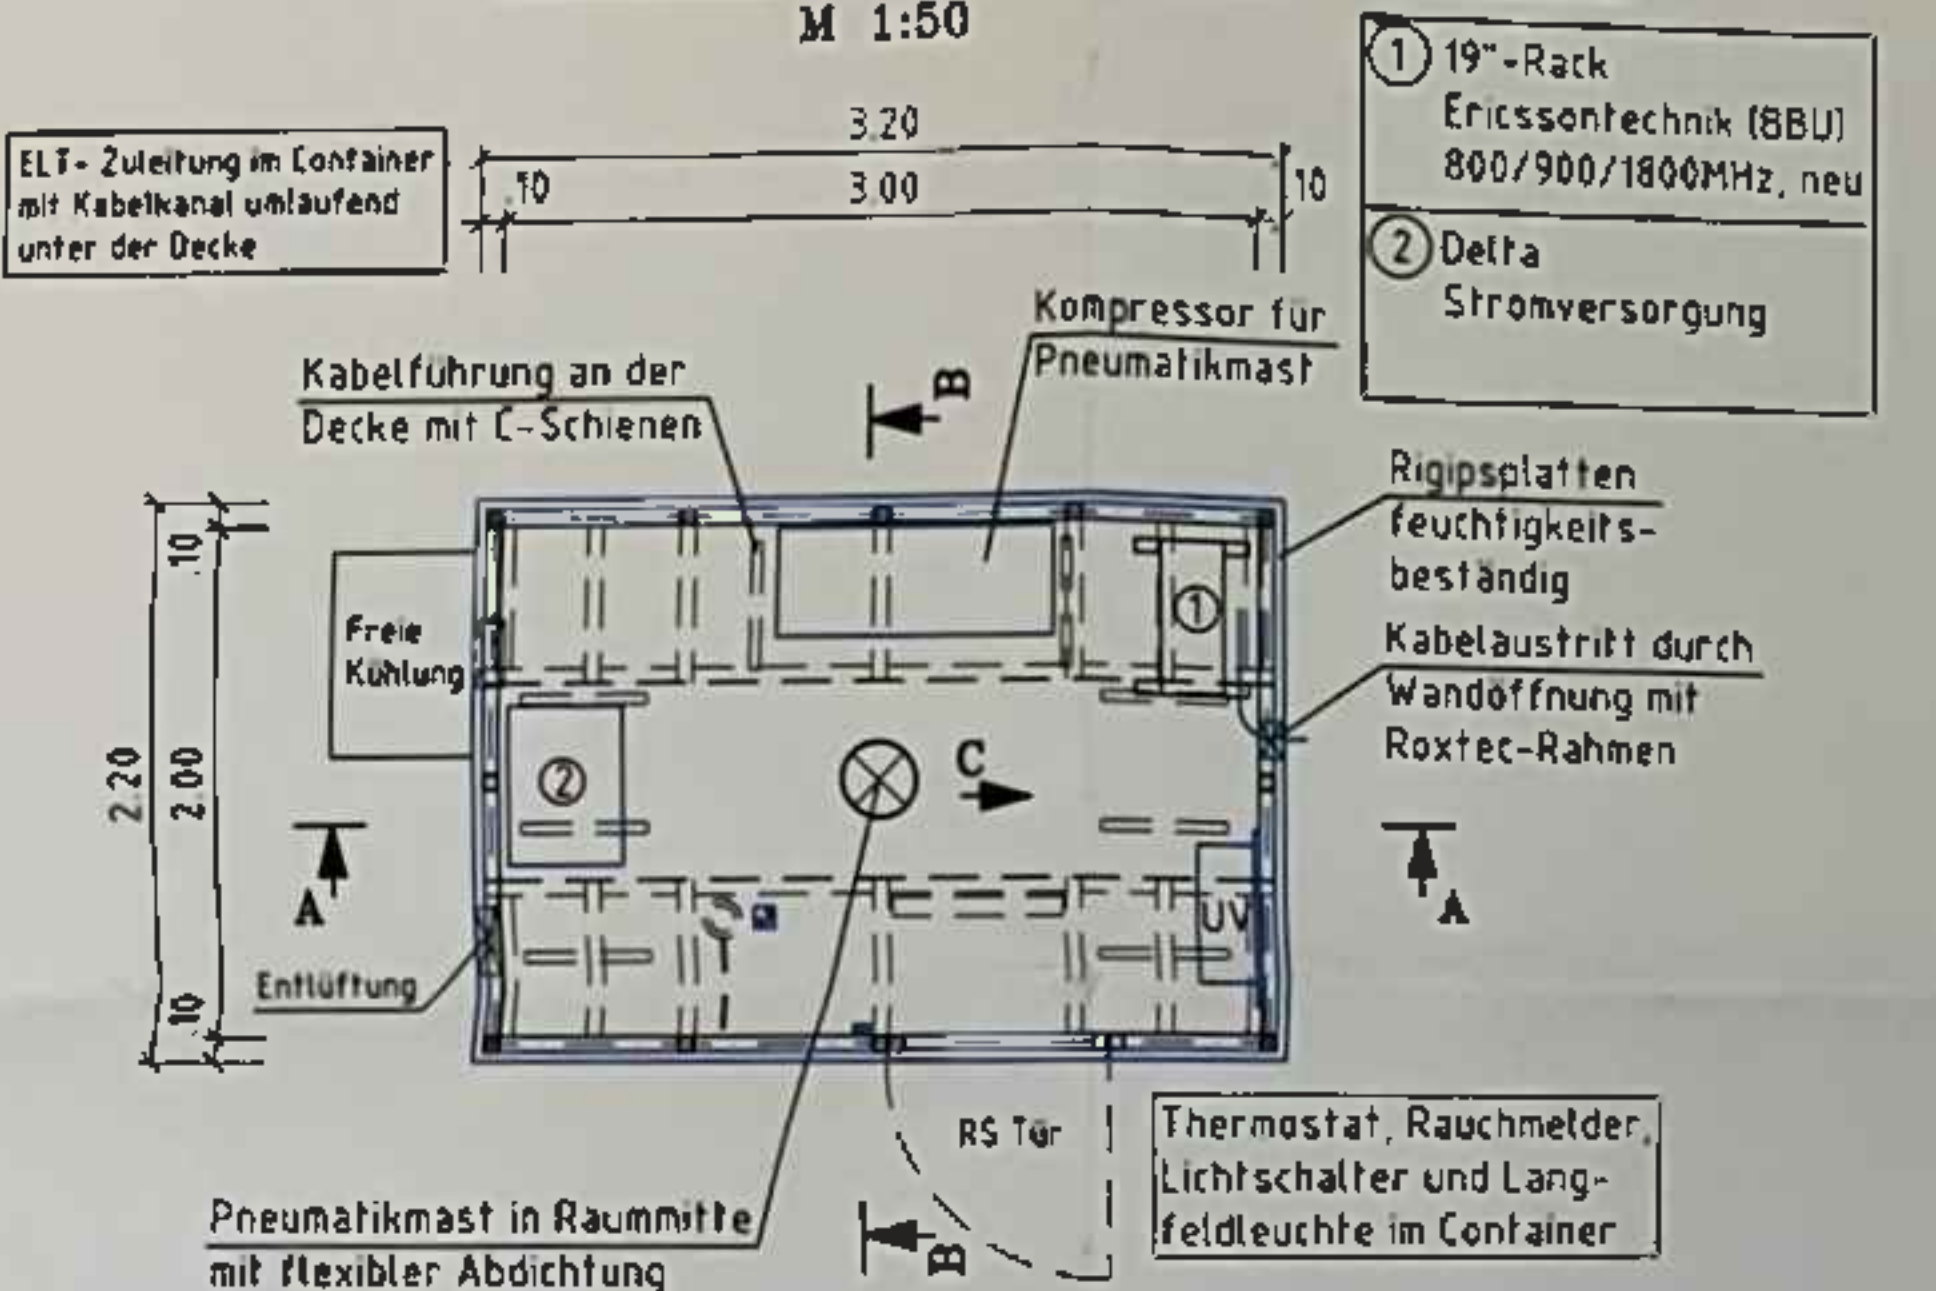 M 1:50
ELT- Zuleitung im Container
mit Kabelkanal umlaufend
unter der Decke
3.20
10
3.00
10
1 19"-Rack
Ericssontechnik (BBU)
800/900/1800MHz, neu
2 Delta
Stromversorgung
Kompressor für
Pneumatikmast
Kabelführung an der
Decke mit C-Schienen
B
Rigipsplatten
feuchtigkeits-
beständig
Kabelaustritt durch
Wandöffnung mit
Roxtec-Rahmen
10
2.20
2.00
10
Freie
Kühlung
1
2
C
A
A
UV
Entlüftung
RS Tür
B
Thermostat, Rauchmelder,
Lichtschalter und Lang-
feldleuchte im Container
Pneumatikmast in Raummitte
mit flexibler Abdichtung